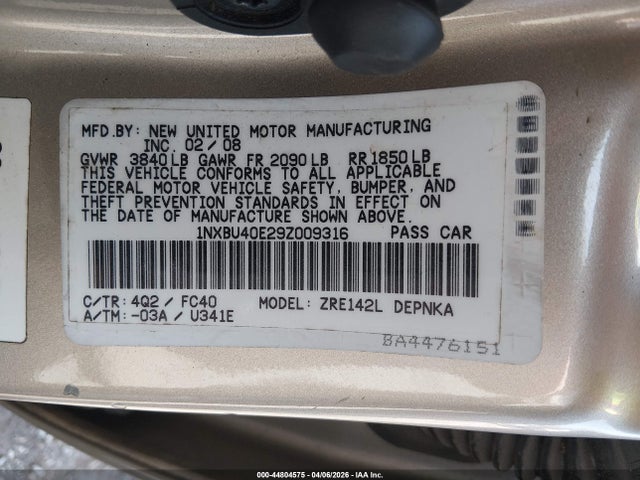 MFD.BY: NEW UNITED MOTOR MANUFACTURING
INC. 02/08
GVWR 3840LB GAWR FR 2090LB RR1850LB
THIS VEHICLE CONFORMS TO ALL APPLICABLE
FEDERAL MOTOR VEHICLE SAFETY, BUMPER, AND
THEFT PREVENTION STANDARDS IN EFFECT ON
THE DATE OF MANUFACTURE SHOWN ABOVE.
1NXBU40E29Z009316 PASS CAR
C/TR: 4Q2 / FC40 MODEL: ZRE142L DEPNKA
A/TM: -03A / U341E
BA4476151
000-44804575 04/06/2026 IAA Inc.